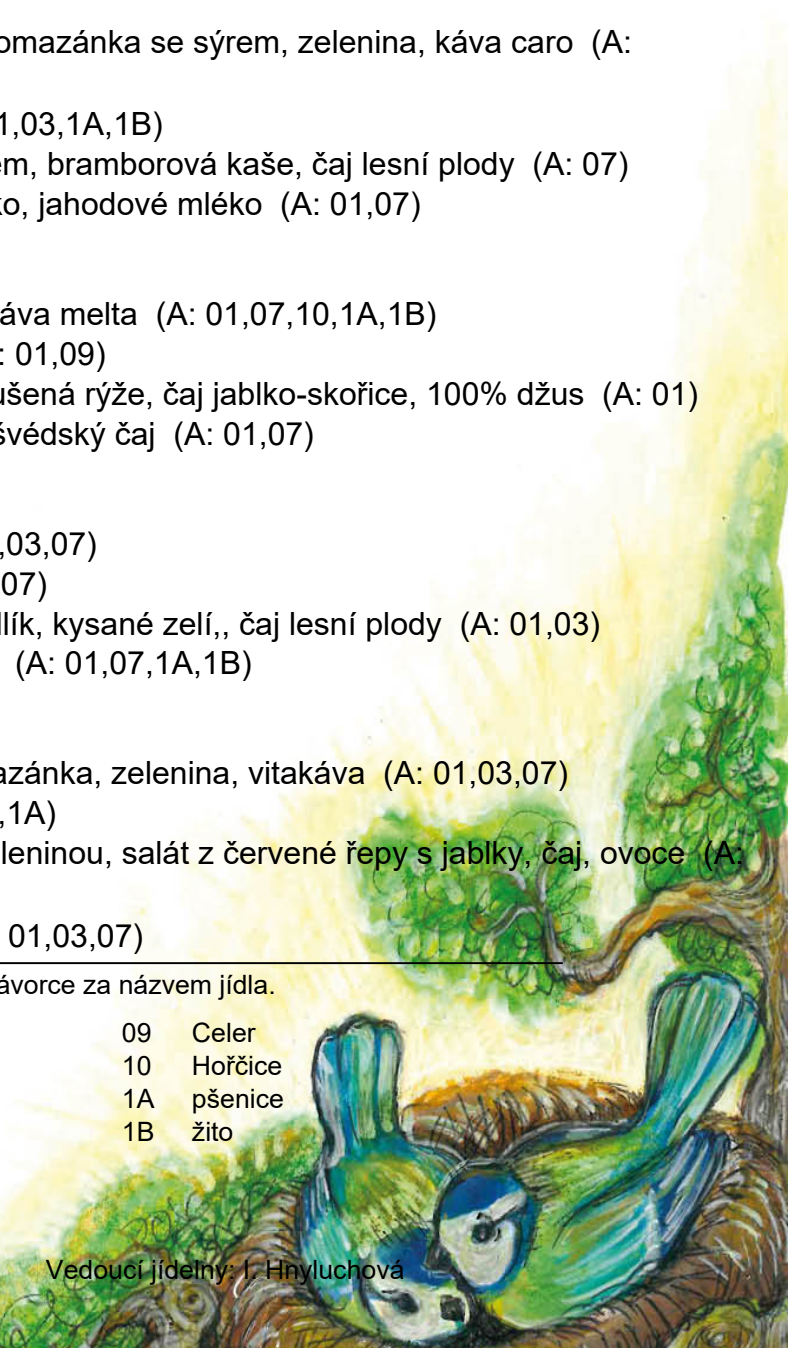 omazánka se sýrem, zelenina, káva caro (A:
1,03,1A,1B)
em, bramborová kaše, čaj lesní plody (A: 07)
ko, jahodové mléko (A: 01,07)
áva melta (A: 01,07,10,1A,1B)
: 01,09)
ušená rýže, čaj jablko-skořice, 100% džus (A: 01)
švédský čaj (A: 01,07)
,03,07)
07)
llík, kysané zelí,, čaj lesní plody (A: 01,03)
(A: 01,07,1A,1B)
azánka, zelenina, vitakáva (A: 01,03,07)
,1A)
leninou, salát z červené řepy s jablky, čaj, ovoce (A:
01,03,07)
ávorce za názvem jídla.
09 Celer
10 Hořčice
1A pšenice
1B žito
Vedoucí jídelny: I. Hnyluchová